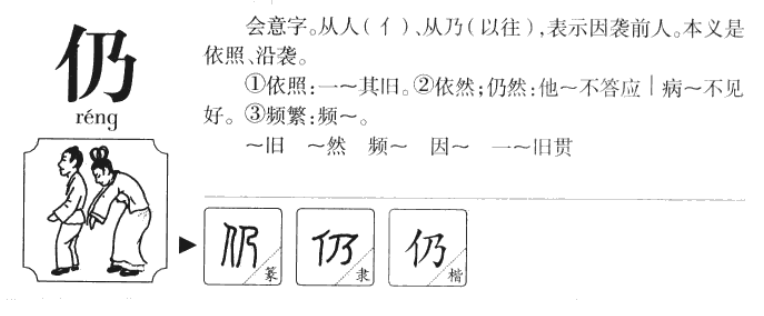 仍
réng
会意字。从人(亻)、从乃(以往),表示因袭前人。本义是
依照、沿袭。
①依照:一～其旧。②依然;仍然:他～不答应｜病～不见
好。③频繁:频～。
～旧 ～然 频～ 因～ 一～旧贯
仍 篆
仍 隶
仍 楷